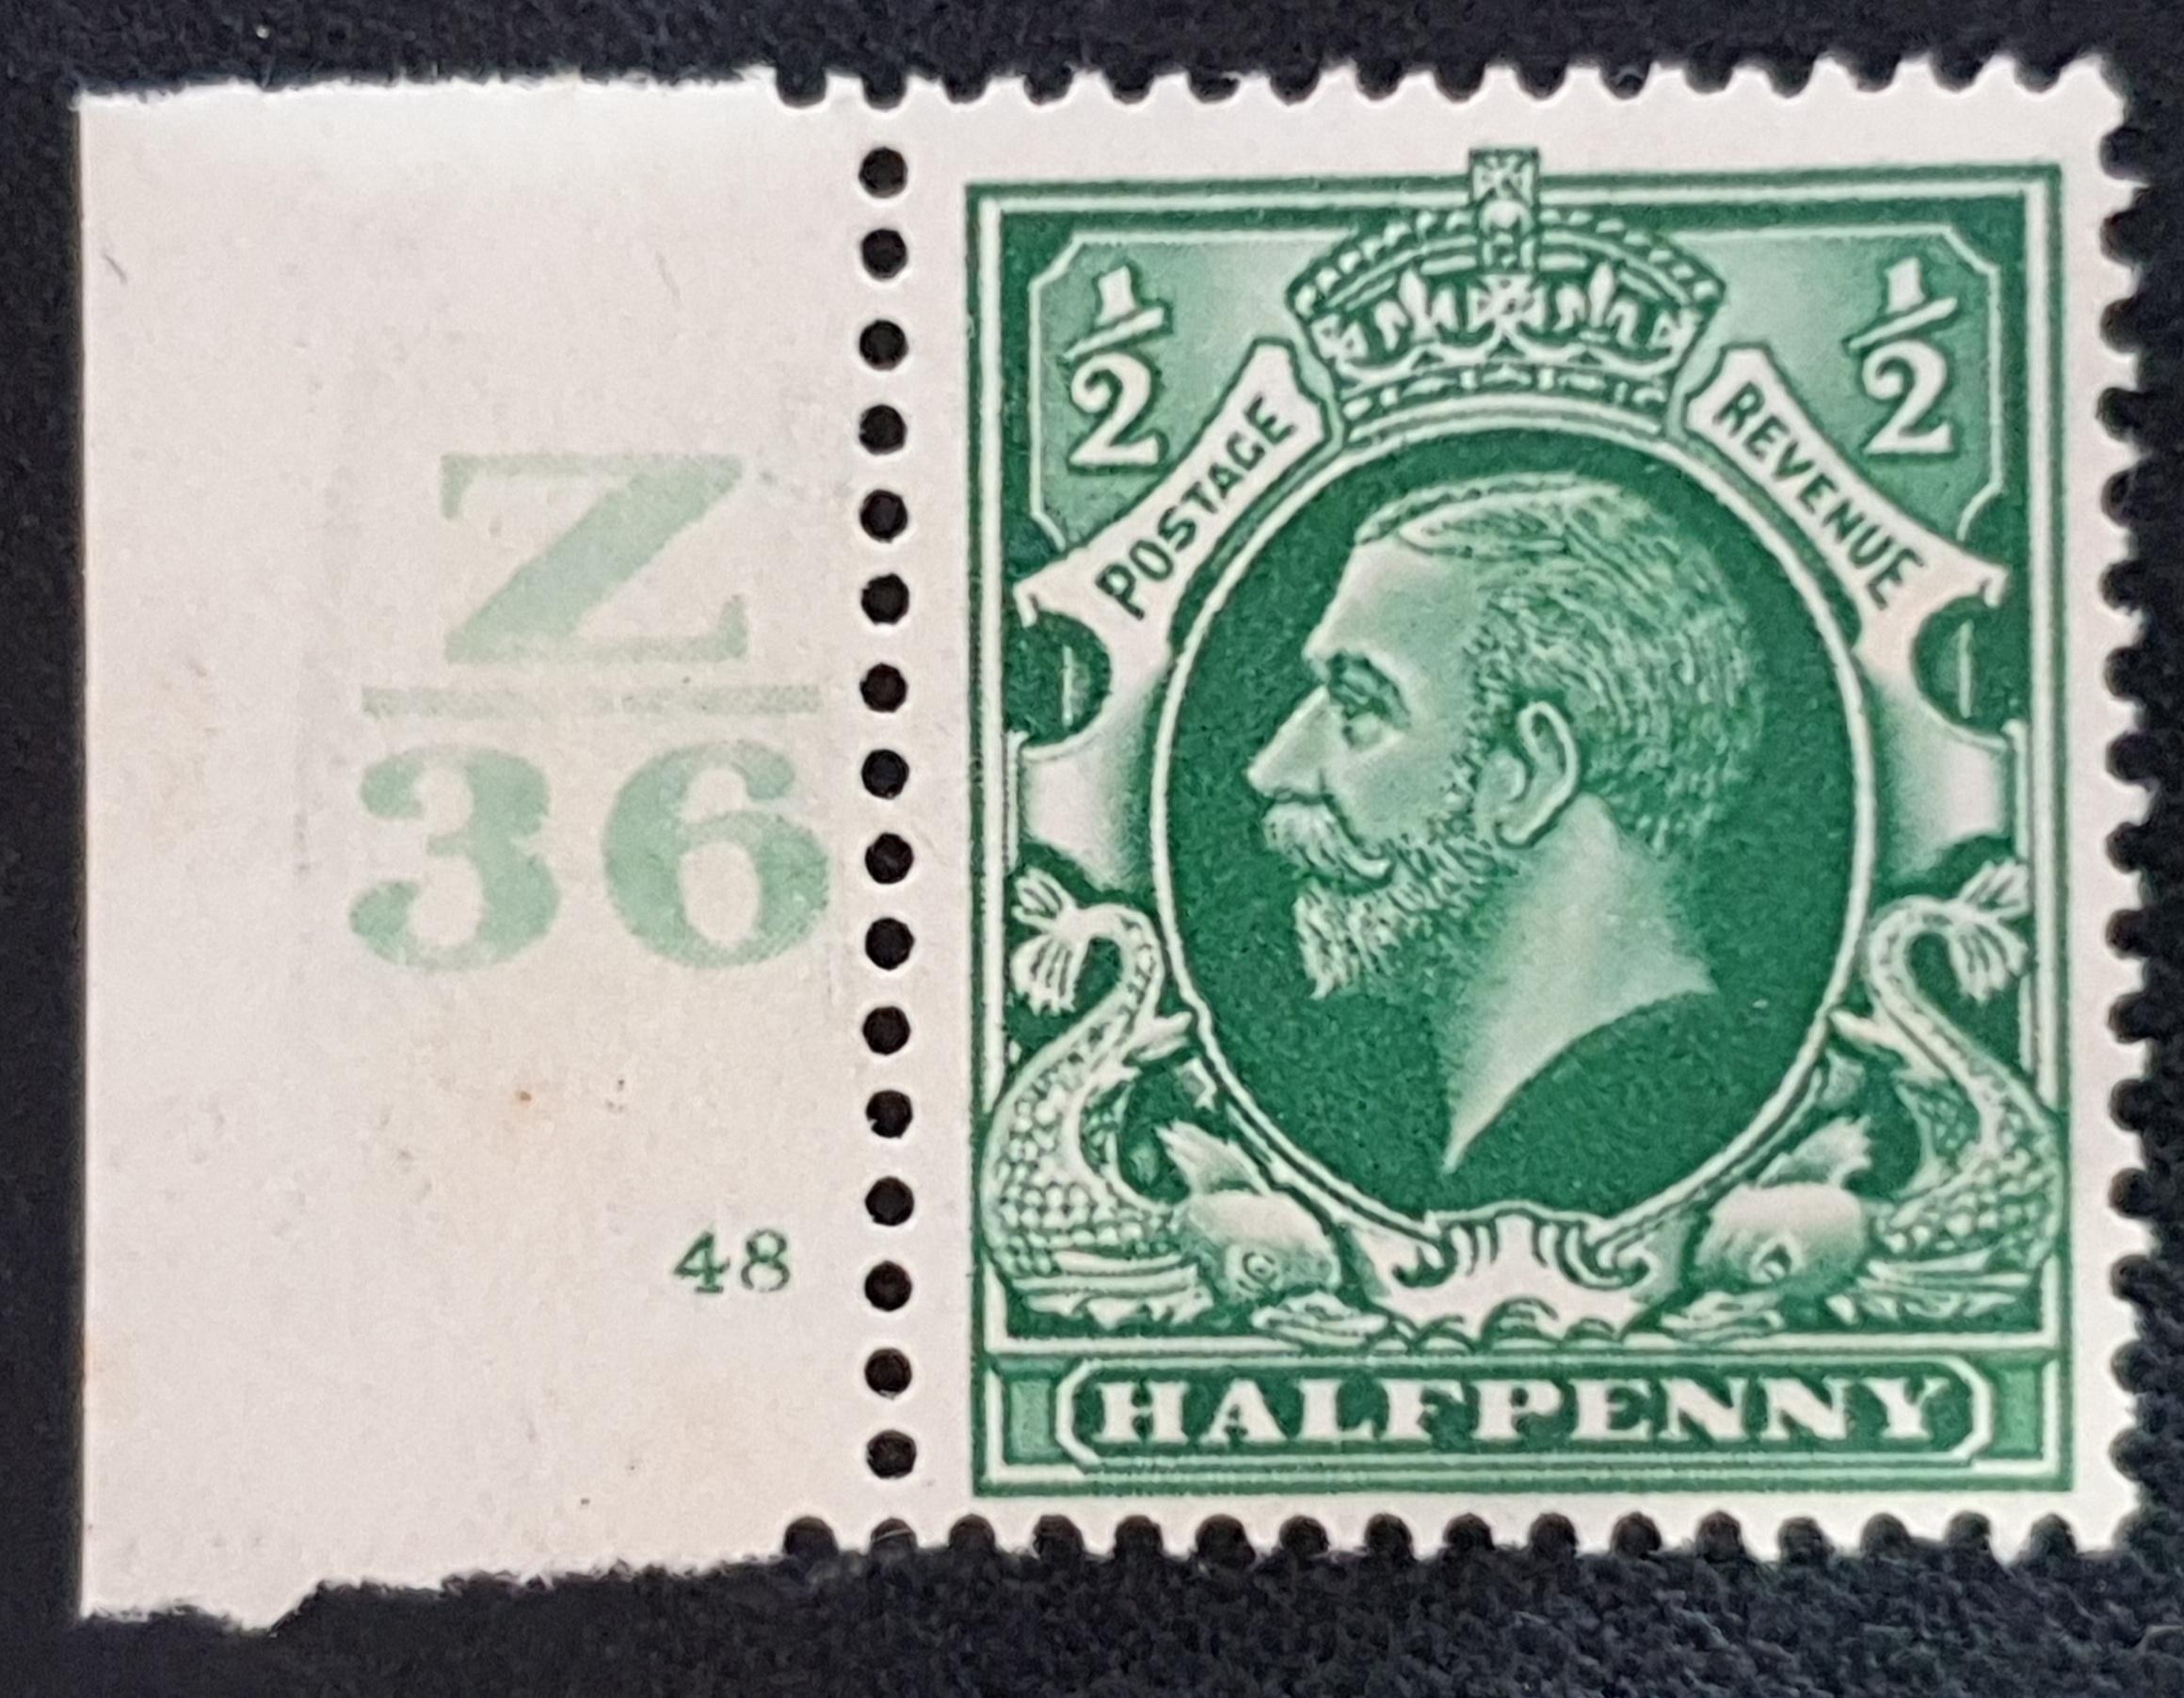 Z
36
48
½ ½
POSTAGE REVENUE
HALFPENNY